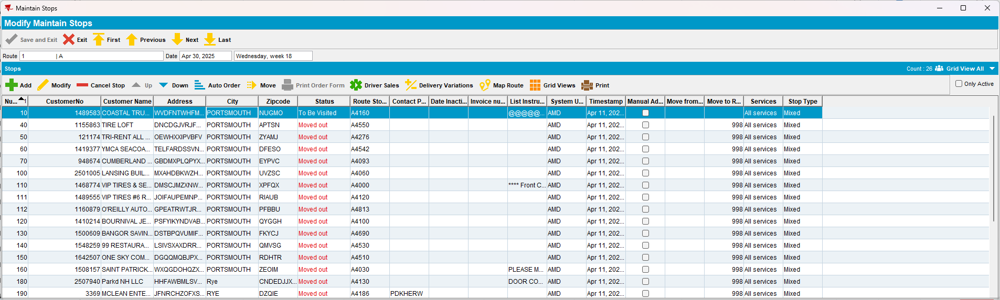 Maintain Stops
Modify Maintain Stops
Save and Exit Exit First Previous Next Last
Route 1 | A Date Apr 30, 2025 Wednesday, week 18
Stops Count : 26 Grid View All
Add Modify Cancel Stop Up Down Auto Order Move Print Order Form Driver Sales Delivery Variations Map Route Grid Views Print Only Active
Nu... 1 CustomerNo Customer Name Address City Zipcode Status Route Sto... Contact P... Date Inacti... Invoice nu... List Instru... System U... Timestamp Manual Ad... Move from... Move to R... Services Stop Type
10 1489583 COASTAL TRU... WVDFNTWHFM... PORTSMOUTH NUGMO To Be Visited A4160 @@@@@... AMD Apr 11, 202... All services Mixed
40 1155863 TIRE LOFT DNCDGJVRJF... PORTSMOUTH APTSN Moved out A4550 AMD Apr 11, 202... 998 All services Mixed
50 121174 TRI-RENT ALL ... OEWHXXIPVBFV PORTSMOUTH ZYAMJ Moved out A4276 AMD Apr 11, 202... 998 All services Mixed
60 1419377 YMCA SEACOA... TELFARDSSVN... PORTSMOUTH DFESO Moved out A4542 AMD Apr 11, 202... 998 All services Mixed
70 948674 CUMBERLAND ... GBDMXPLQPYX... PORTSMOUTH EYPVC Moved out A4093 AMD Apr 11, 202... 998 All services Mixed
100 2501005 LANSING BUIL... MXAHDBKWZH... PORTSMOUTH UVZSC Moved out A4060 AMD Apr 11, 202... 998 All services Mixed
110 1468774 VIP TIRES & SE... DMSCJMZXNW... PORTSMOUTH XPFQX Moved out A4000 **** Front C... AMD Apr 11, 202... 998 All services Mixed
111 1489555 VIP TIRES #6 R... JOIFAUPEMNP... PORTSMOUTH RIAUB Moved out A4120 AMD Apr 11, 202... 998 All services Mixed
112 1160879 O'REILLY AUTO... GPEATRWTJR... PORTSMOUTH PFBBU Moved out A4813 AMD Apr 11, 202... 998 All services Mixed
120 1410214 BOURNIVAL JE... PSFYIKYNDVAB... PORTSMOUTH QYGGH Moved out A4100 AMD Apr 11, 202... 998 All services Mixed
130 1500609 BANGOR SAVIN... DSTBPQVUMIF... PORTSMOUTH FKYCJ Moved out A4690 AMD Apr 11, 202... 998 All services Mixed
140 1548259 99 RESTAURA... LSIVSXAXDRR... PORTSMOUTH QMVSG Moved out A4530 AMD Apr 11, 202... 998 All services Mixed
150 1642507 ONE SKY COM... DGQQMQBJPX... PORTSMOUTH RDHTR Moved out A4510 AMD Apr 11, 202... 998 All services Mixed
160 1508157 SAINT PATRICK... WXQGDOHQZX... PORTSMOUTH ZEOIM Moved out A4030 PLEASE M... AMD Apr 11, 202... 998 All services Mixed
180 2507940 Parkd NH LLC HHFAWBMLSV... Rye CNDEDJJX... Moved out A4130 DOOR CO... AMD Apr 11, 202... 998 All services Mixed
190 3369 MCLEAN ENTE... JFNRCHZOFXS... RYE DZQIE Moved out A4186 PDKHERW AMD Apr 11, 202... 998 All services Mixed